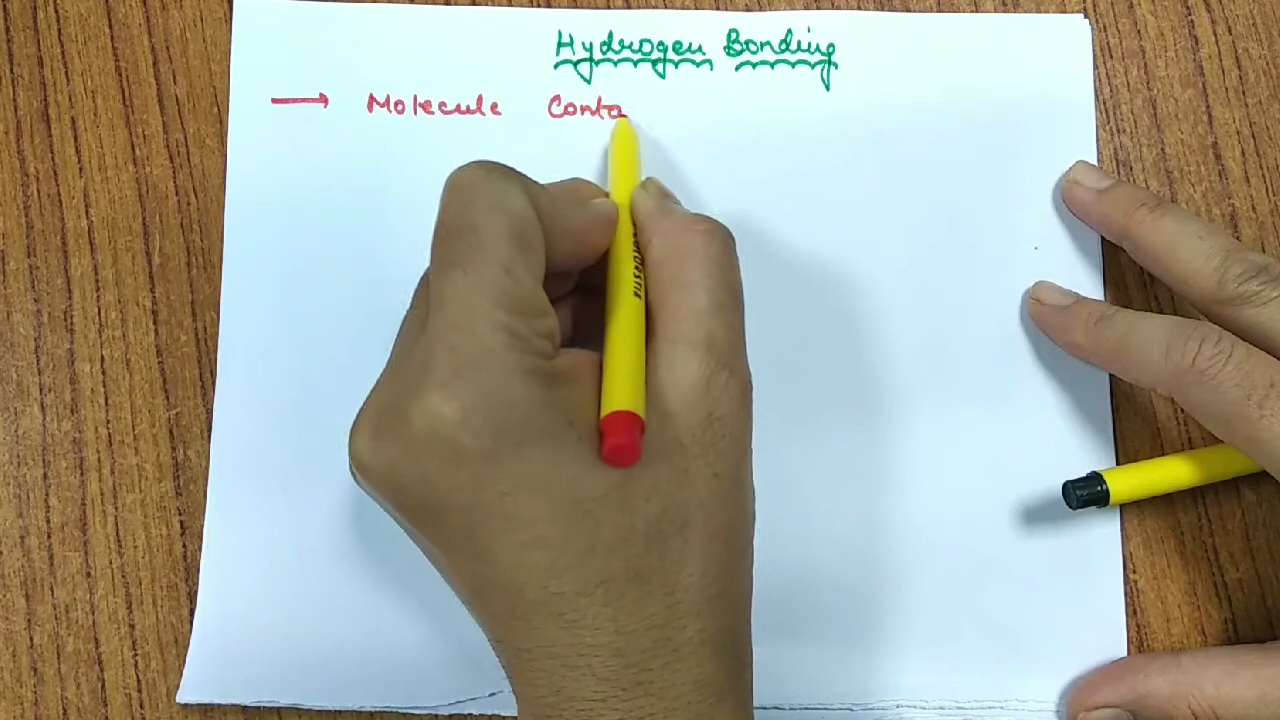 Hydrogen Bonding
→ Molecule Conta